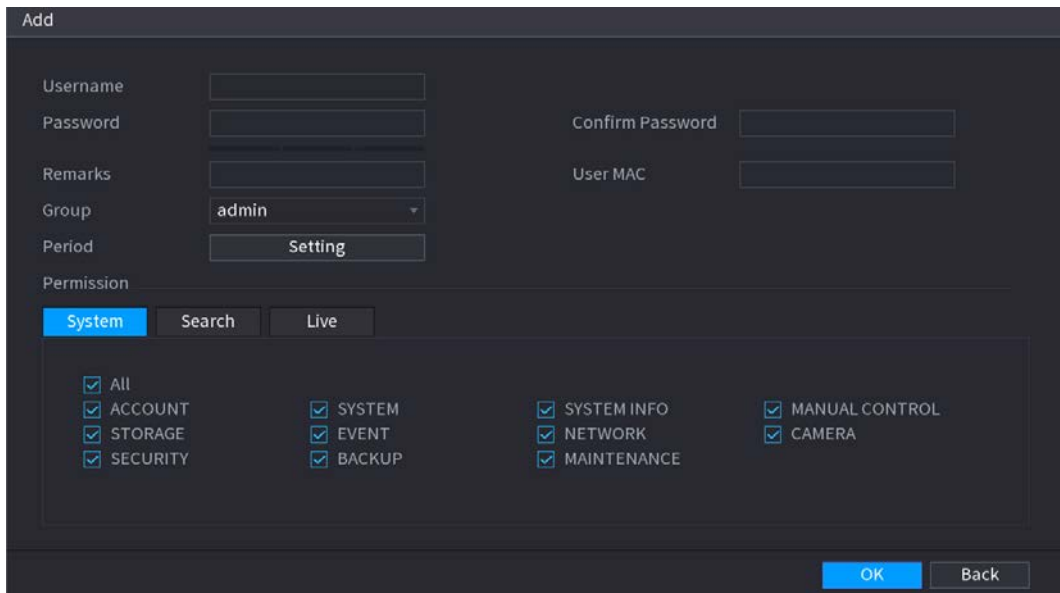 Add
Username
Password Confirm Password
Remarks User MAC
Group admin
Period Setting
Permission
System Search Live
All
ACCOUNT SYSTEM SYSTEM INFO MANUAL CONTROL
STORAGE EVENT NETWORK CAMERA
SECURITY BACKUP MAINTENANCE
OK Back